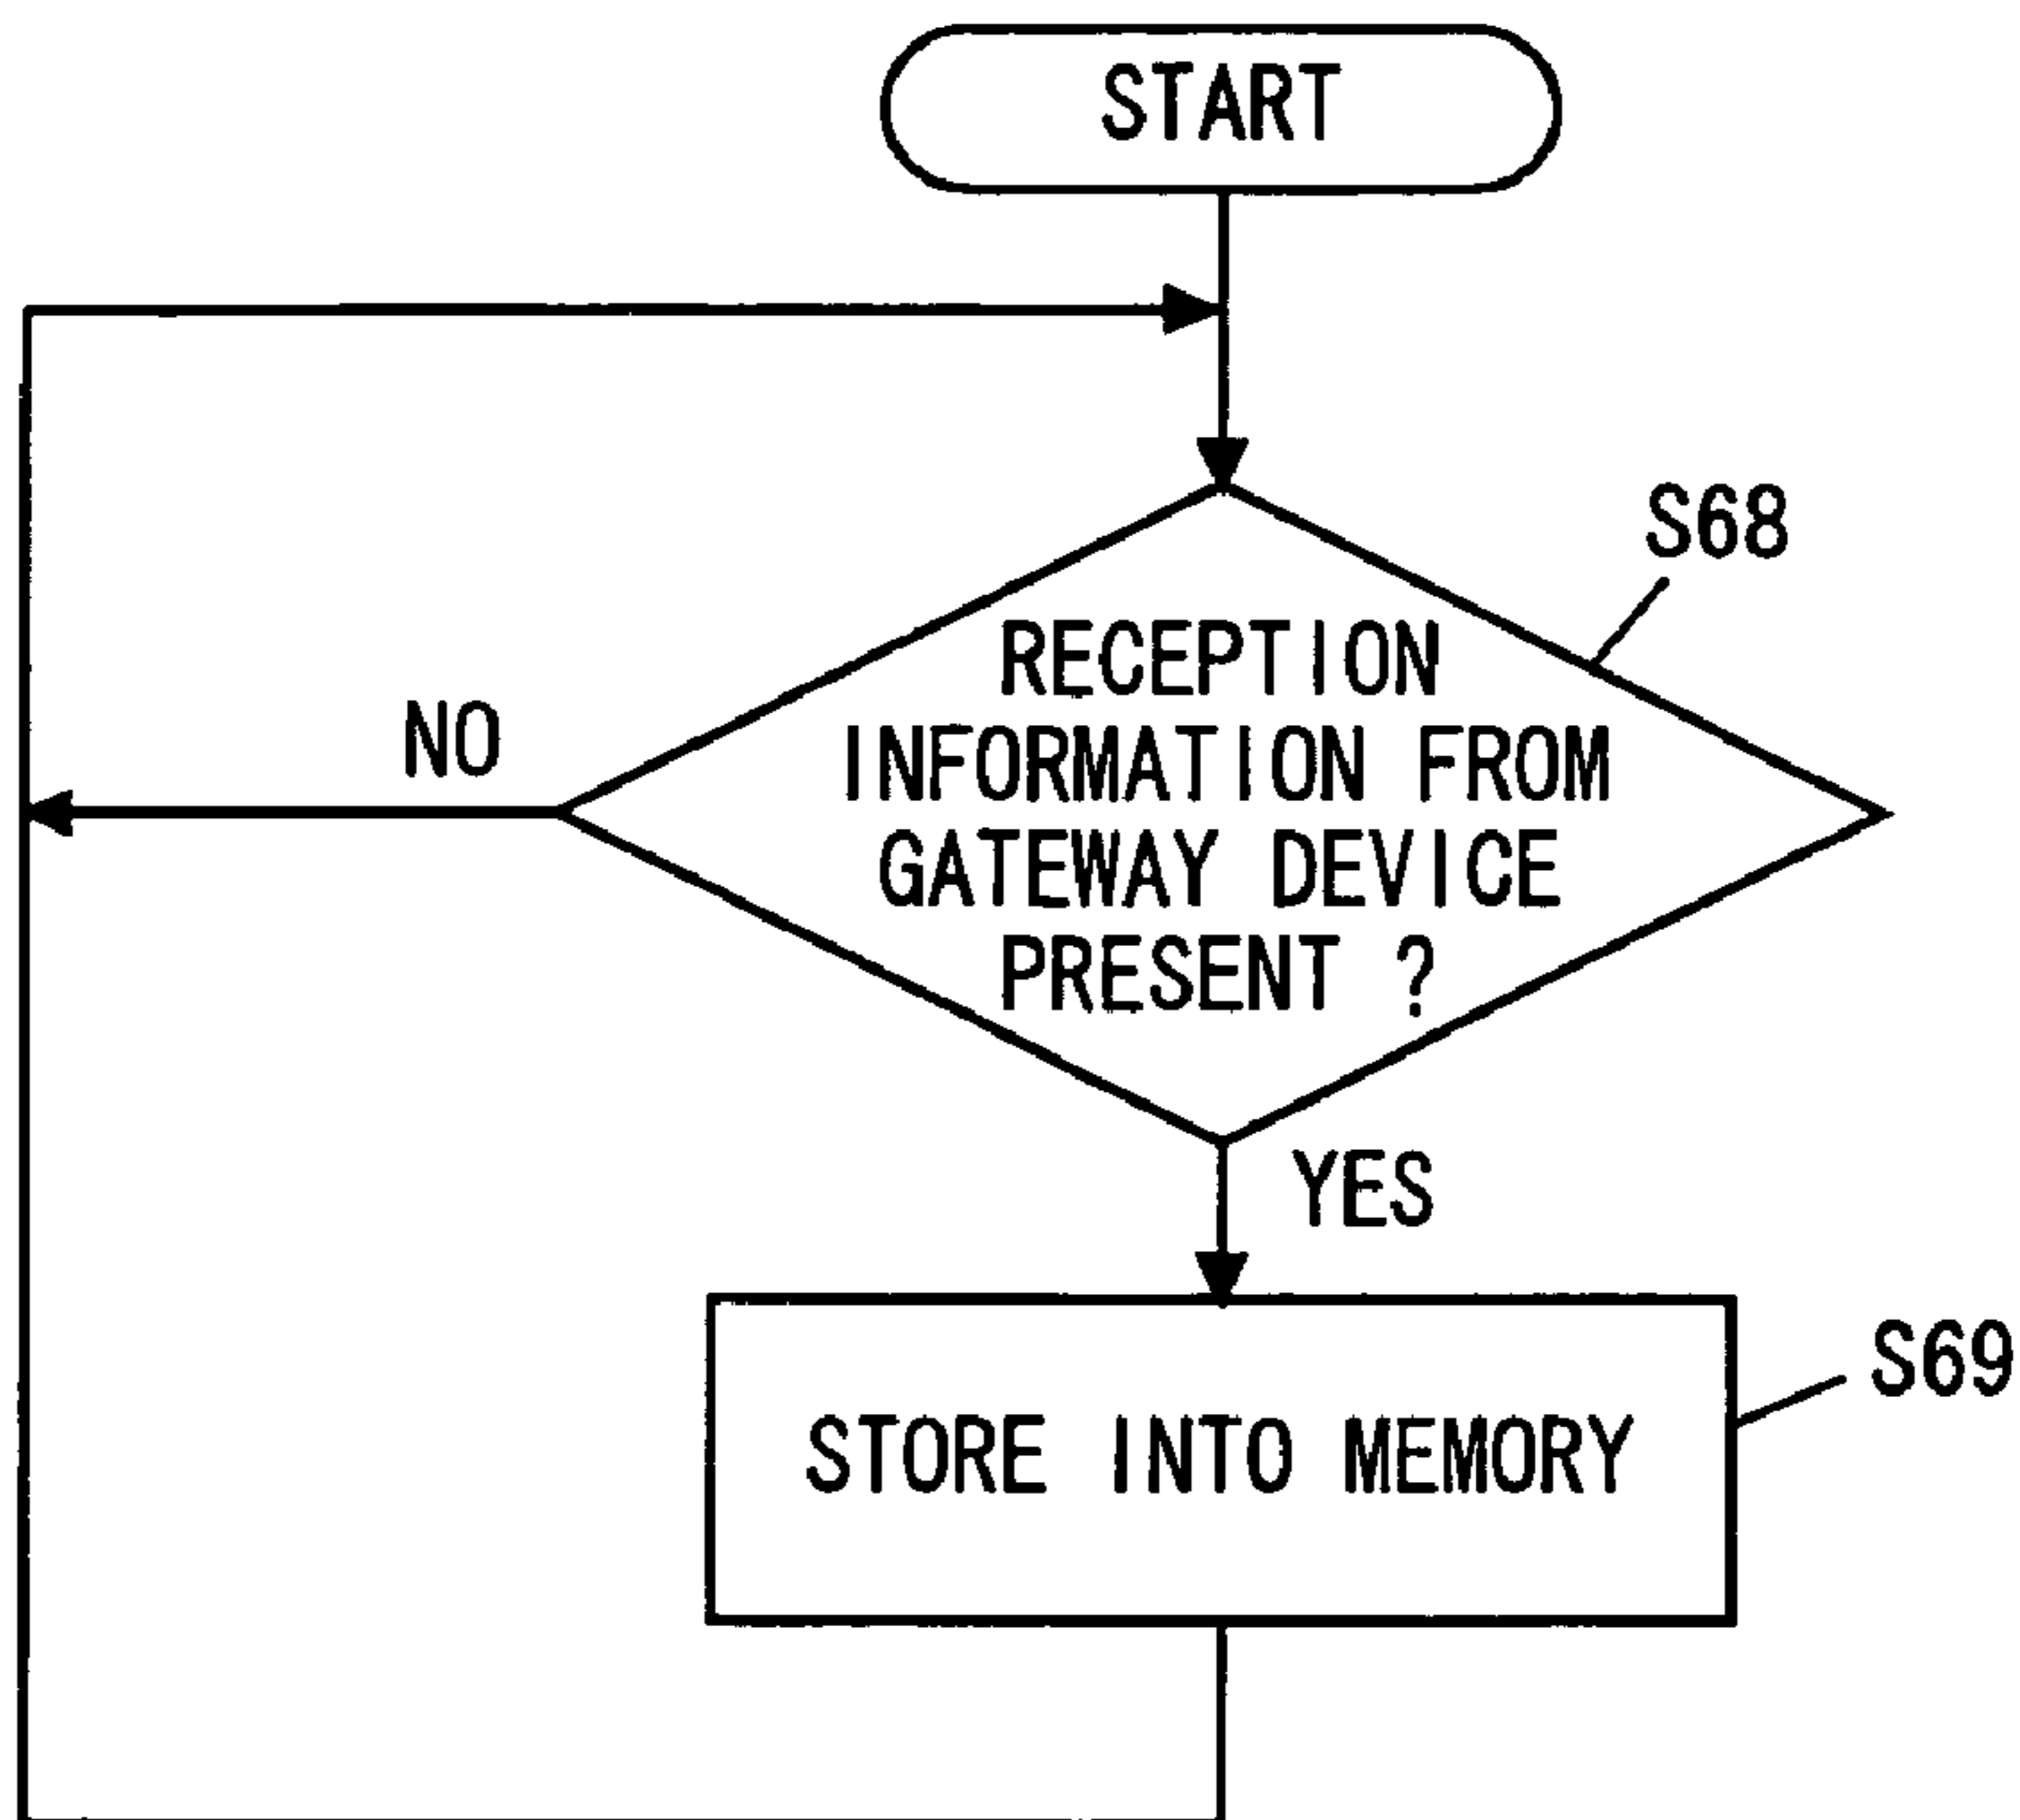 START
S68
RECEPTION
INFORMATION FROM
GATEWAY DEVICE
PRESENT ?
NO
YES
STORE INTO MEMORY
S69